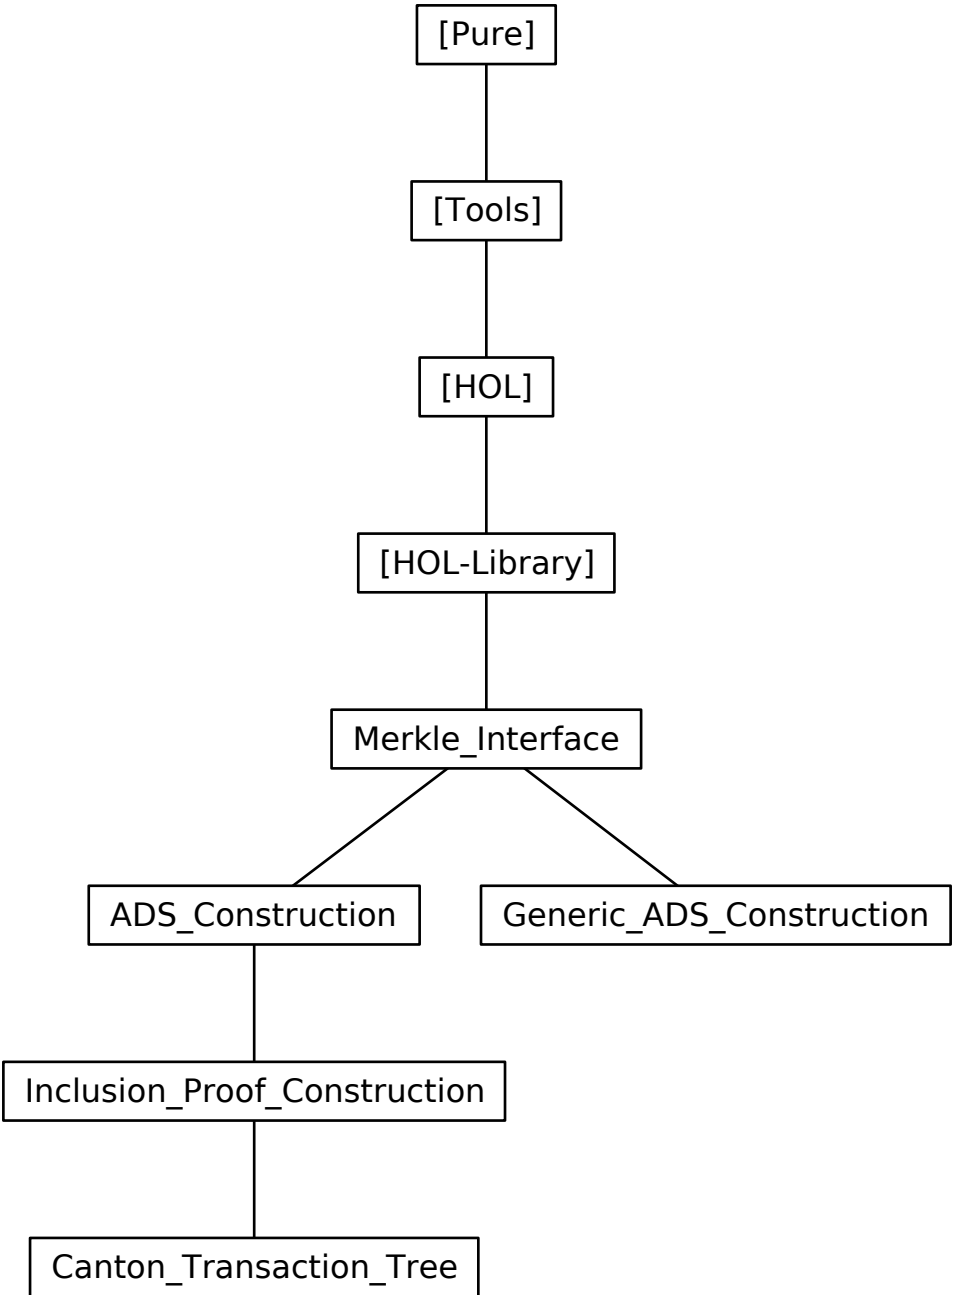 [Pure]
[Tools]
[HOL]
[HOL-Library]
Merkle_Interface
ADS_Construction
Generic_ADS_Construction
Inclusion_Proof_Construction
Canton_Transaction_Tree